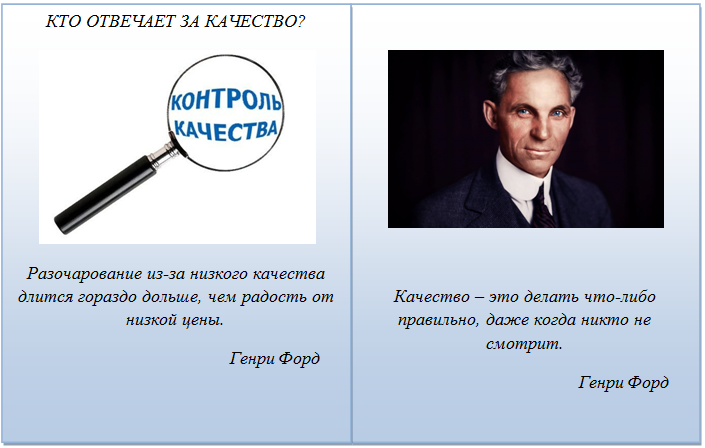 КТО ОТВЕЧАЕТ ЗА КАЧЕСТВО?
КОНТРОЛЬ
КАЧЕСТВА
Разочарование из-за низкого качества
длится гораздо дольше, чем радость от
низкой цены.
Генри Форд
Качество – это делать что-либо
правильно, даже когда никто не
смотрит.
Генри Форд